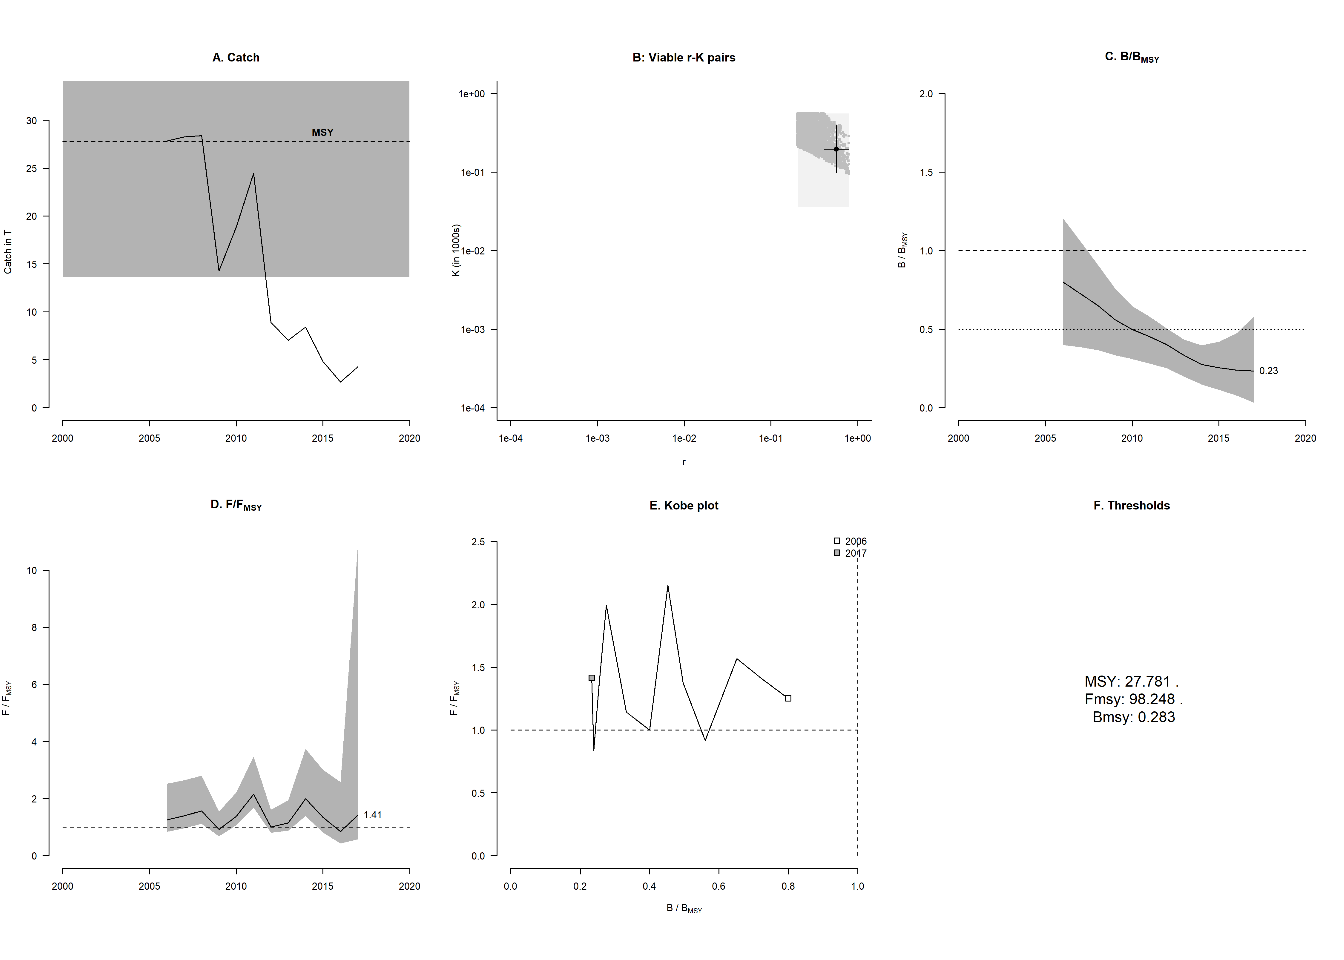 A. Catch
MSY
Catch in T
30
25
20
15
10
5
0
2000 2005 2010 2015 2020
B: Viable r-K pairs
K (in 1000s)
1e+00
1e-01
1e-02
1e-03
1e-04
1e-04 1e-03 1e-02 1e-01 1e+00
r
C. B/BMSY
B / BMSY
2.0
1.5
1.0
0.5
0.0
0.23
2000 2005 2010 2015 2020
D. F/FMSY
F / FMSY
10
8
6
4
2
0
1.41
2000 2005 2010 2015 2020
E. Kobe plot
2006
2017
F / FMSY
2.5
2.0
1.5
1.0
0.5
0.0
0.0 0.2 0.4 0.6 0.8 1.0
B / BMSY
F. Thresholds
MSY: 27.781 .
Fmsy: 98.248 .
Bmsy: 0.283